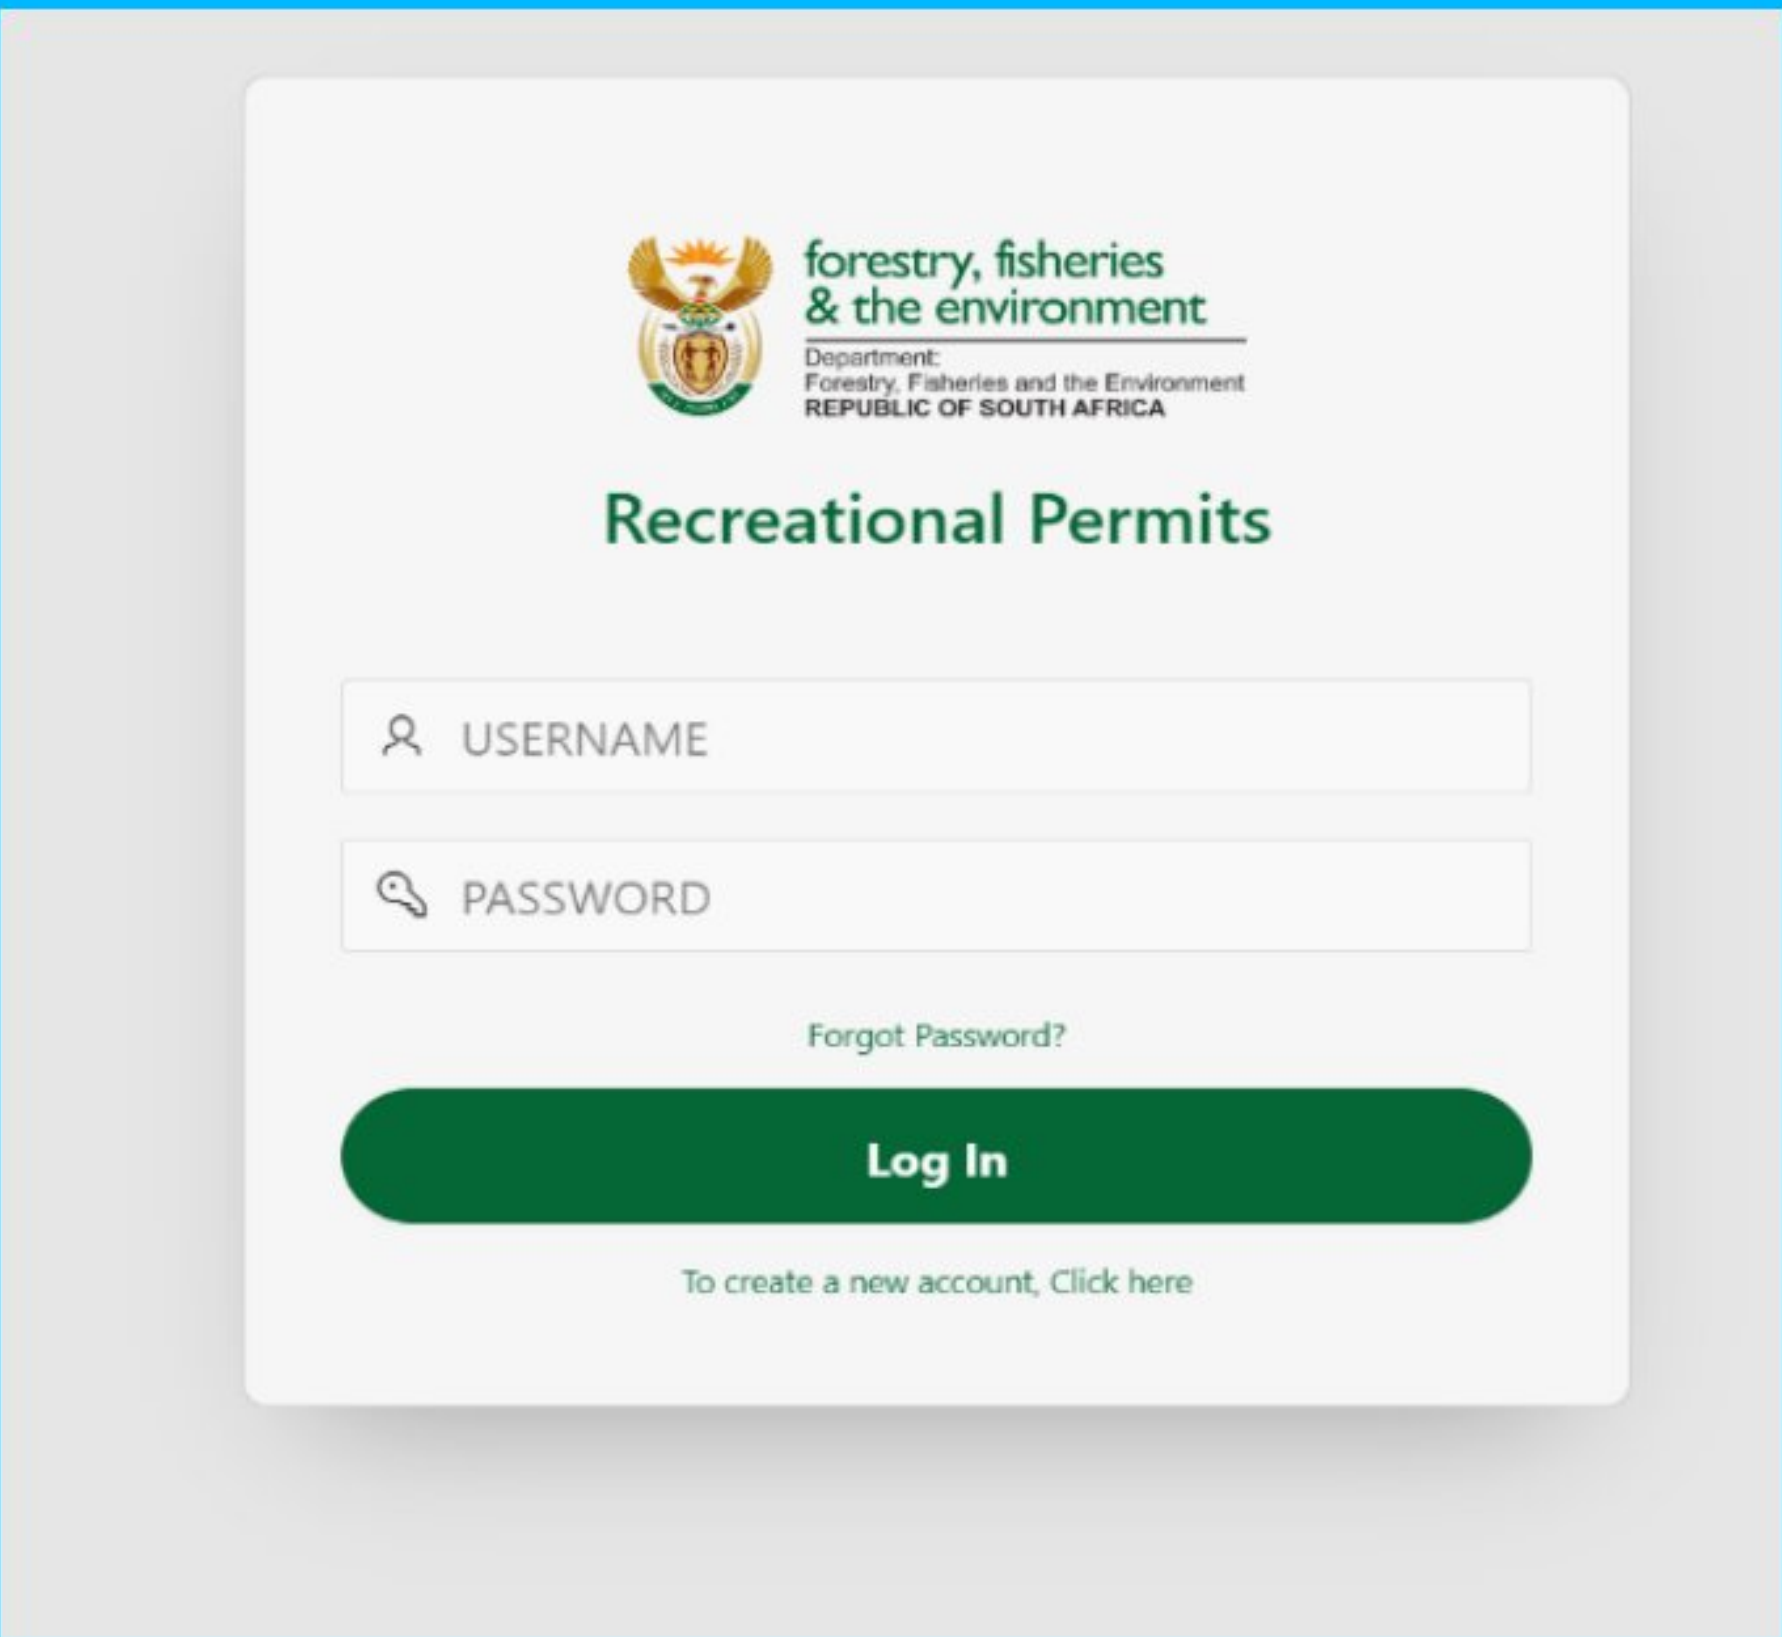 forestry, fisheries
& the environment
Department:
Forestry, Fisheries and the Environment
REPUBLIC OF SOUTH AFRICA
Recreational Permits
USERNAME
PASSWORD
Forgot Password?
Log In
To create a new account, Click here